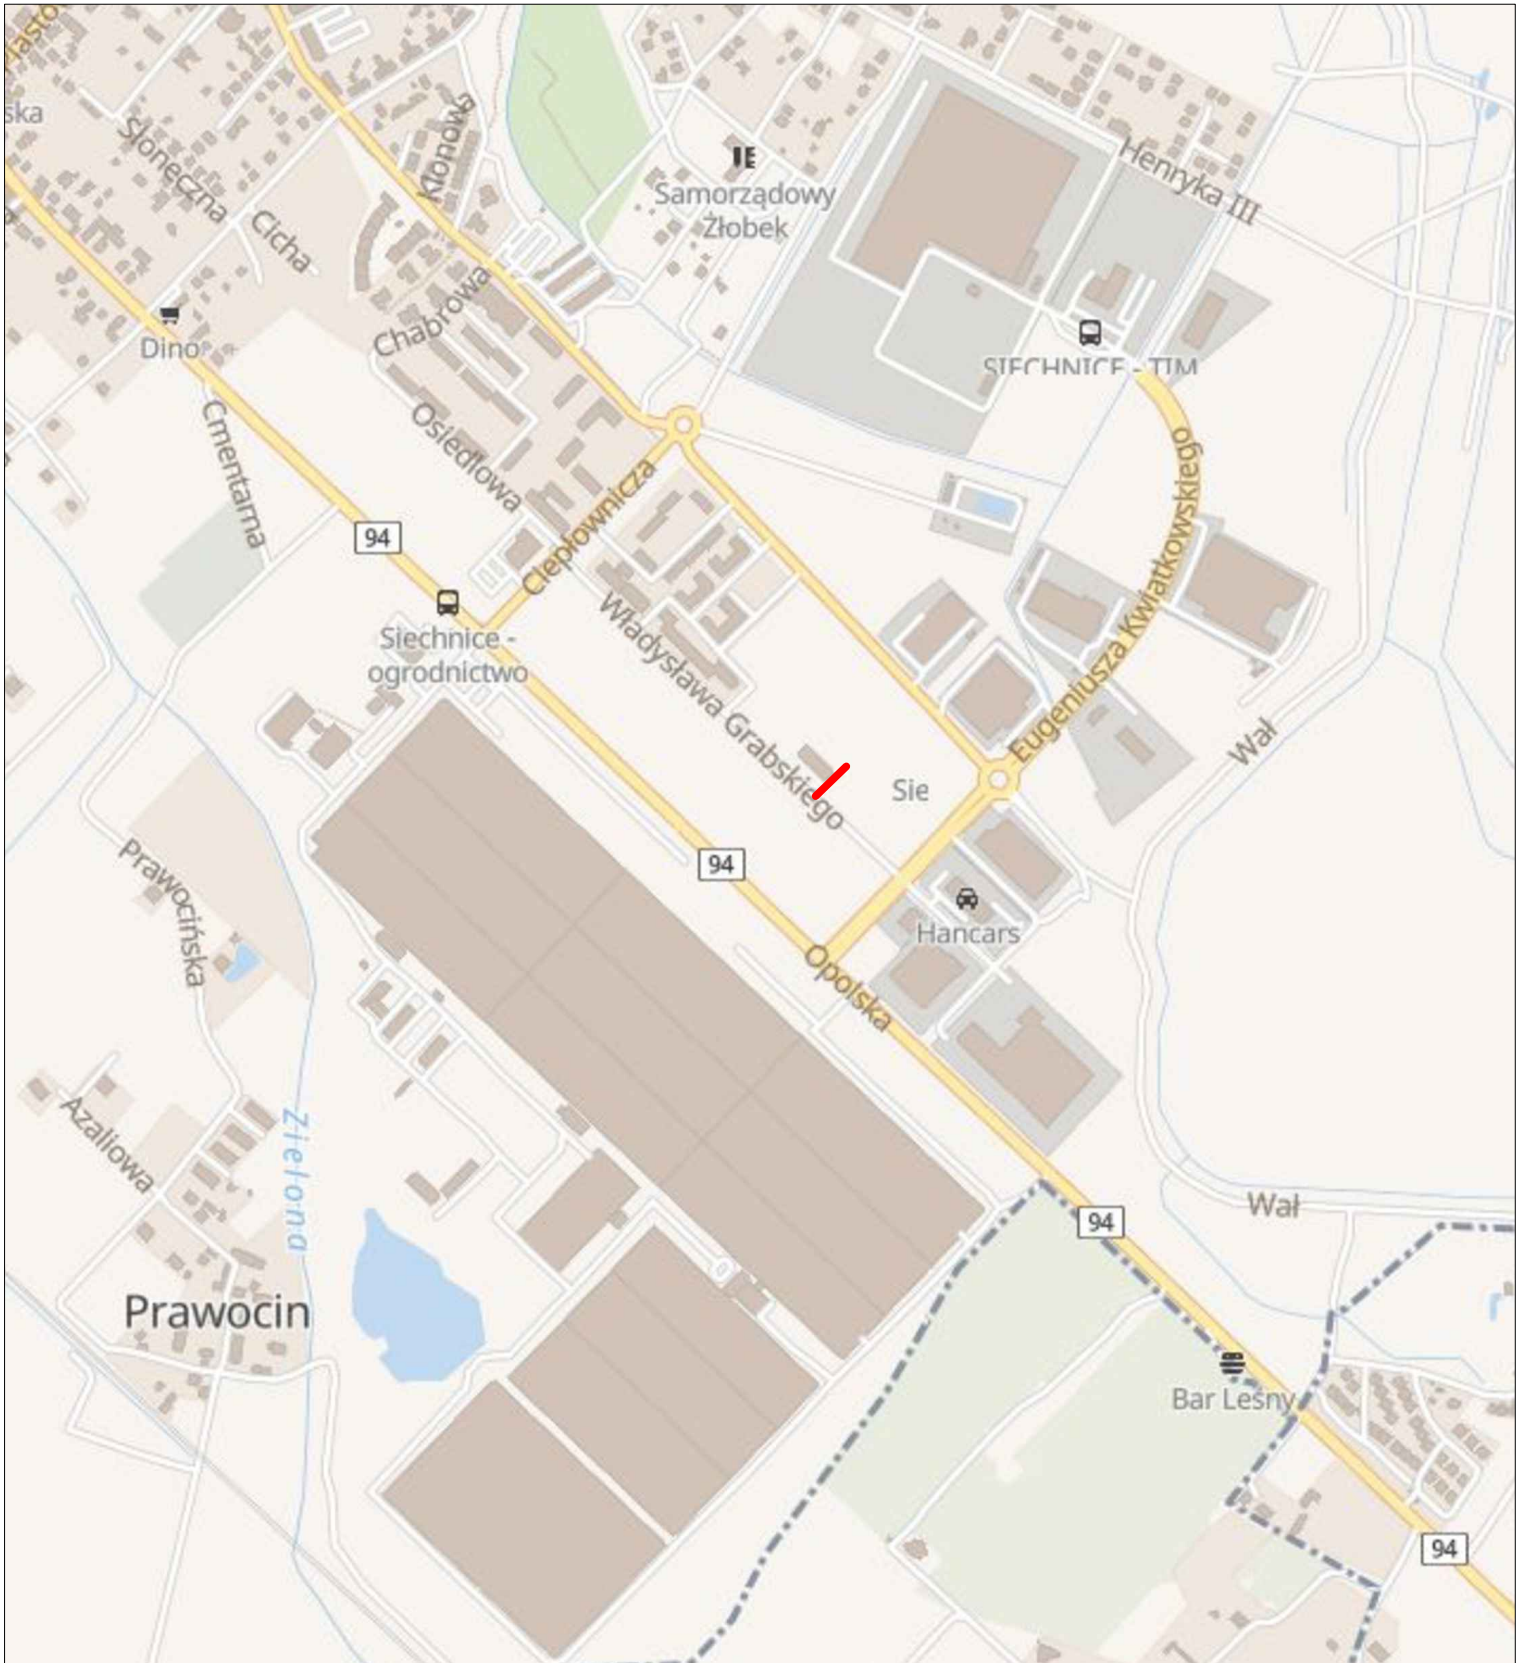 ska
Słoneczna
Cicha
Klonowa
Samorządowy
Żłobek
Henryka III
Chabrowa
Dino
SIECHNICE - TIM
Osiedlowa
Cmentarna
94
Ciepłownicza
Eugeniusza Kwiatkowskiego
Siechnice -
ogrodnictwo
Władysława Grabskiego
Wał
Sie
94
Prawocińska
Hancars
Opolska
Azaliowa
Zielona
Wał
94
Prawocin
Bar Leśny
94